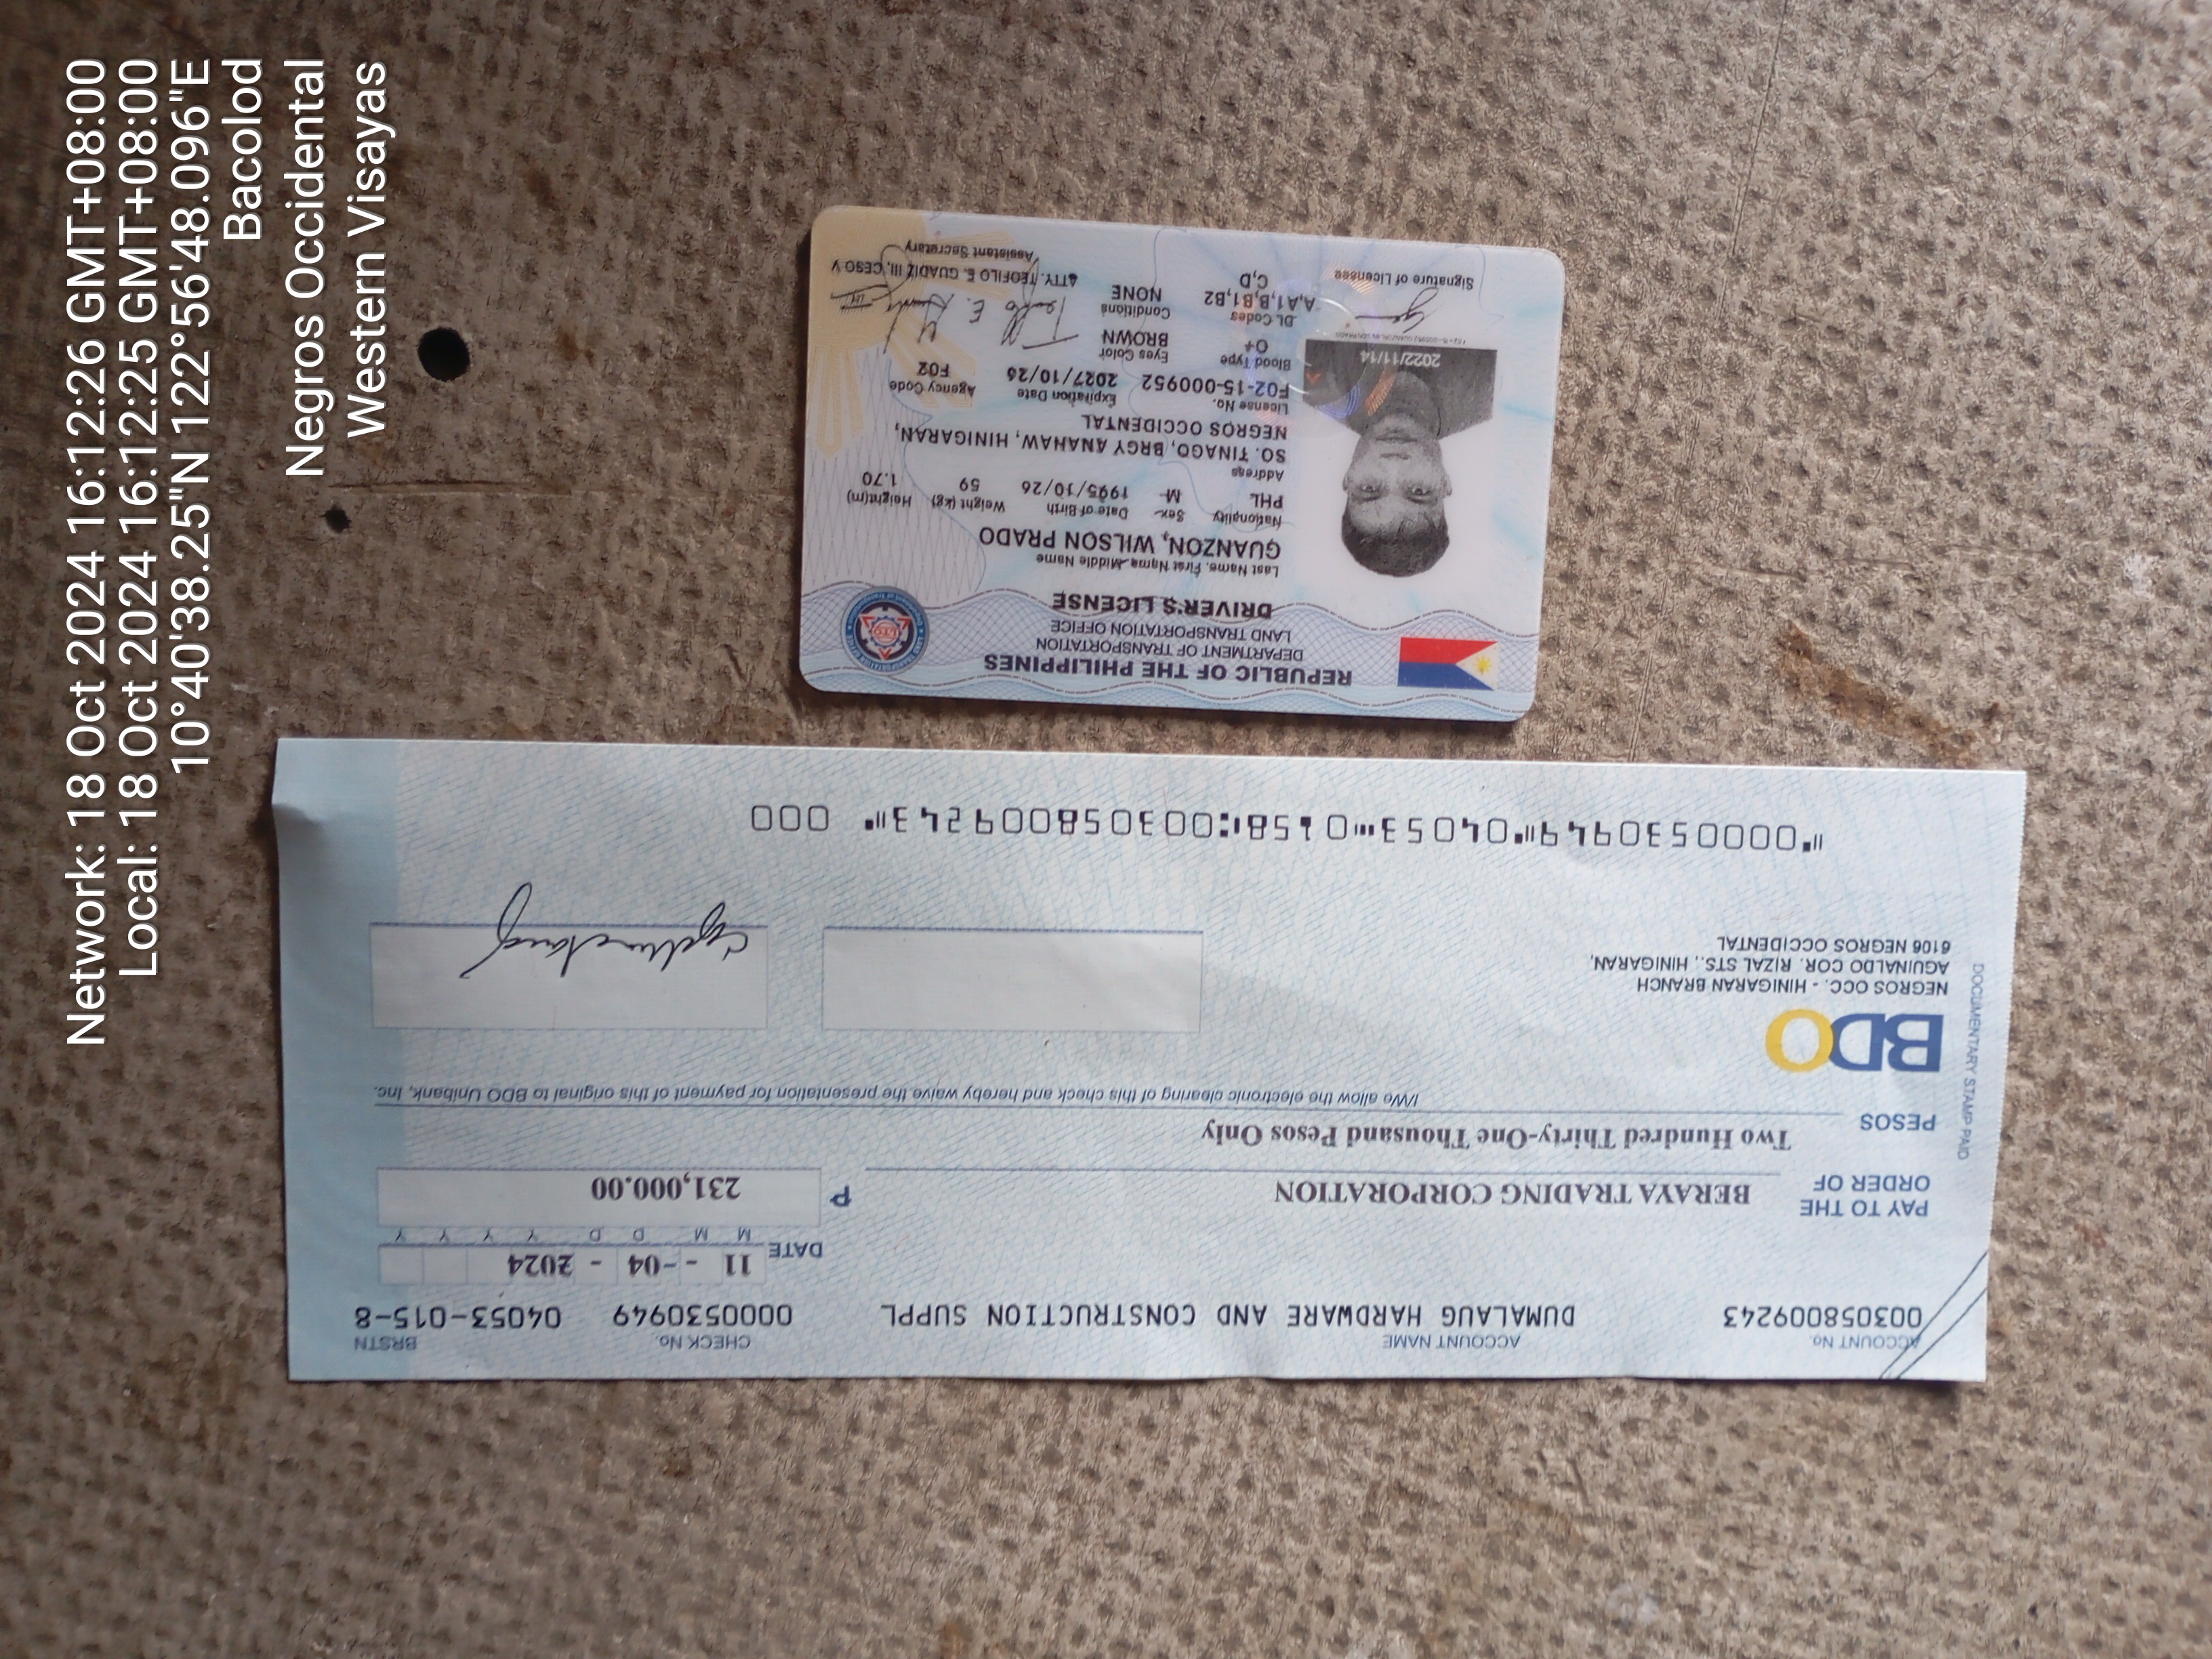 Network: 18 Oct 2024 16:12:26 GMT+08:00
Local: 18 Oct 2024 16:12:25 GMT+08:00
10°40'38.25"N 122°56'48.096"E
Bacolod
Negros Occidental
Western Visayas
REPUBLIC OF THE PHILIPPINES
DEPARTMENT OF TRANSPORTATION
LAND TRANSPORTATION OFFICE
DRIVER'S LICENSE
LTO
Last Name, First Name, Middle Name
GUANZON, WILSON PRADO
Nationality Sex Date of Birth Weight (kg) Height(m)
PHL M 1995/10/26 59 1.70
Address
SO. TINAGO, BRGY ANAHAW, HINIGARAN,
NEGROS OCCIDENTAL
License No. Expiration Date Agency Code
F02-15-000952 2027/10/26 F02
Blood Type Eyes Color
O+ BROWN
DL Codes Conditions
A,A1,B,B1,B2 NONE
C,D
2022/11/14
Signature of Licensee
ATTY. TEOFILO E. GUADIZ III, CESO V
Assistant Secretary
ACCOUNT No ACCOUNT NAME CHECK No. BRSTN
003058009243 DUMALAUG HARDWARE AND CONSTRUCTION SUPPL 0000530949 04053-015-8
DATE 11 - -04 - 2024
M M D D Y Y Y Y
PAY TO THE
ORDER OF BERAYA TRADING CORPORATION ₱ 231,000.00
PESOS Two Hundred Thirty-One Thousand Pesos Only
I/We allow the electronic clearing of this check and hereby waive the presentation for payment of this original to BDO Unibank, Inc.
BDO
NEGROS OCC. - HINIGARAN BRANCH
AGUINALDO COR. RIZAL STS., HINIGARAN,
6106 NEGROS OCCIDENTAL
DOCUMENTARY STAMP PAID
⑈0000530949⑈04053⑉0158⑆003058009243⑈ 000